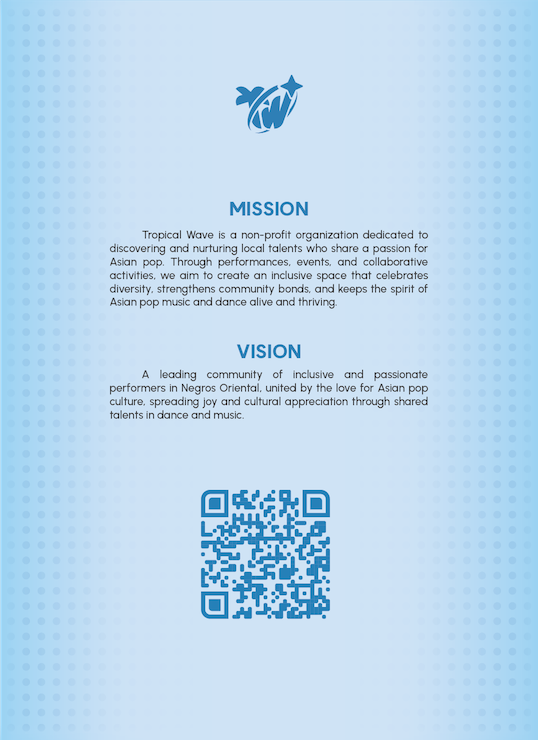 TW
MISSION
Tropical Wave is a non-profit organization dedicated to
discovering and nurturing local talents who share a passion for
Asian pop. Through performances, events, and collaborative
activities, we aim to create an inclusive space that celebrates
diversity, strengthens community bonds, and keeps the spirit of
Asian pop music and dance alive and thriving.
VISION
A leading community of inclusive and passionate
performers in Negros Oriental, united by the love for Asian pop
culture, spreading joy and cultural appreciation through shared
talents in dance and music.